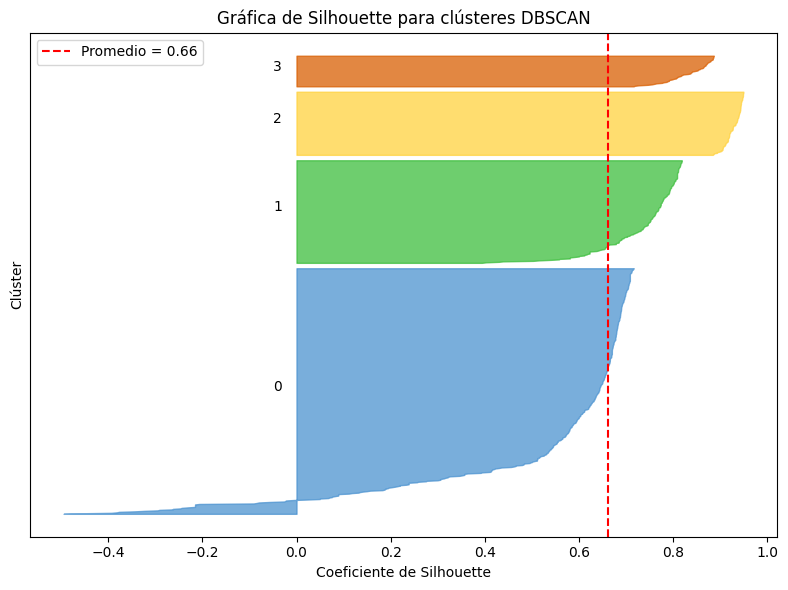 Gráfica de Silhouette para clústeres DBSCAN
Promedio = 0.66
3
2
1
0
Clúster
−0.4 −0.2 0.0 0.2 0.4 0.6 0.8 1.0
Coeficiente de Silhouette